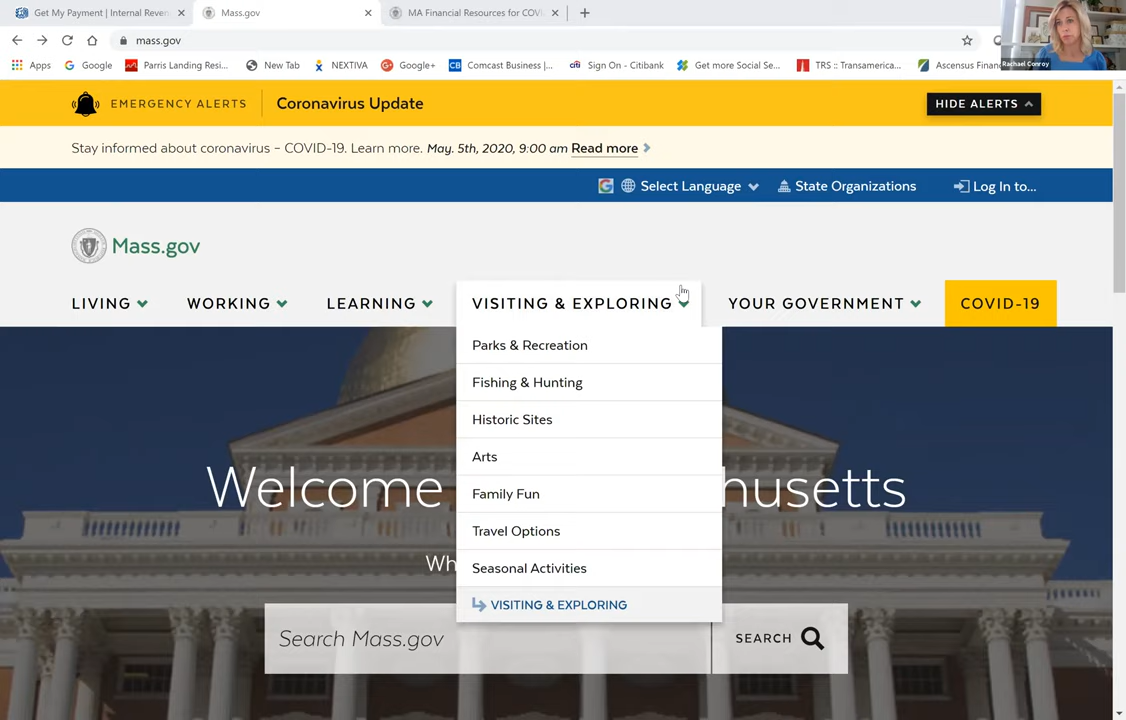 Get My Payment | Internal Reven
Mass.gov
MA Financial Resources for COVI
mass.gov
Apps
Google
Parris Landing Resi...
New Tab
NEXTIVA
Google+
Comcast Business |...
Sign On - Citibank
Get more Social Se...
TRS :: Transamerica...
Ascensus Finan
Rachael Conroy
EMERGENCY ALERTS
Coronavirus Update
HIDE ALERTS
Stay informed about coronavirus – COVID-19. Learn more. May. 5th, 2020, 9:00 am Read more
Select Language
State Organizations
Log In to...
Mass.gov
LIVING
WORKING
LEARNING
VISITING & EXPLORING
YOUR GOVERNMENT
COVID-19
Parks & Recreation
Fishing & Hunting
Historic Sites
Arts
Family Fun
Travel Options
Seasonal Activities
VISITING & EXPLORING
Welcome husetts
Wh
Search Mass.gov
SEARCH